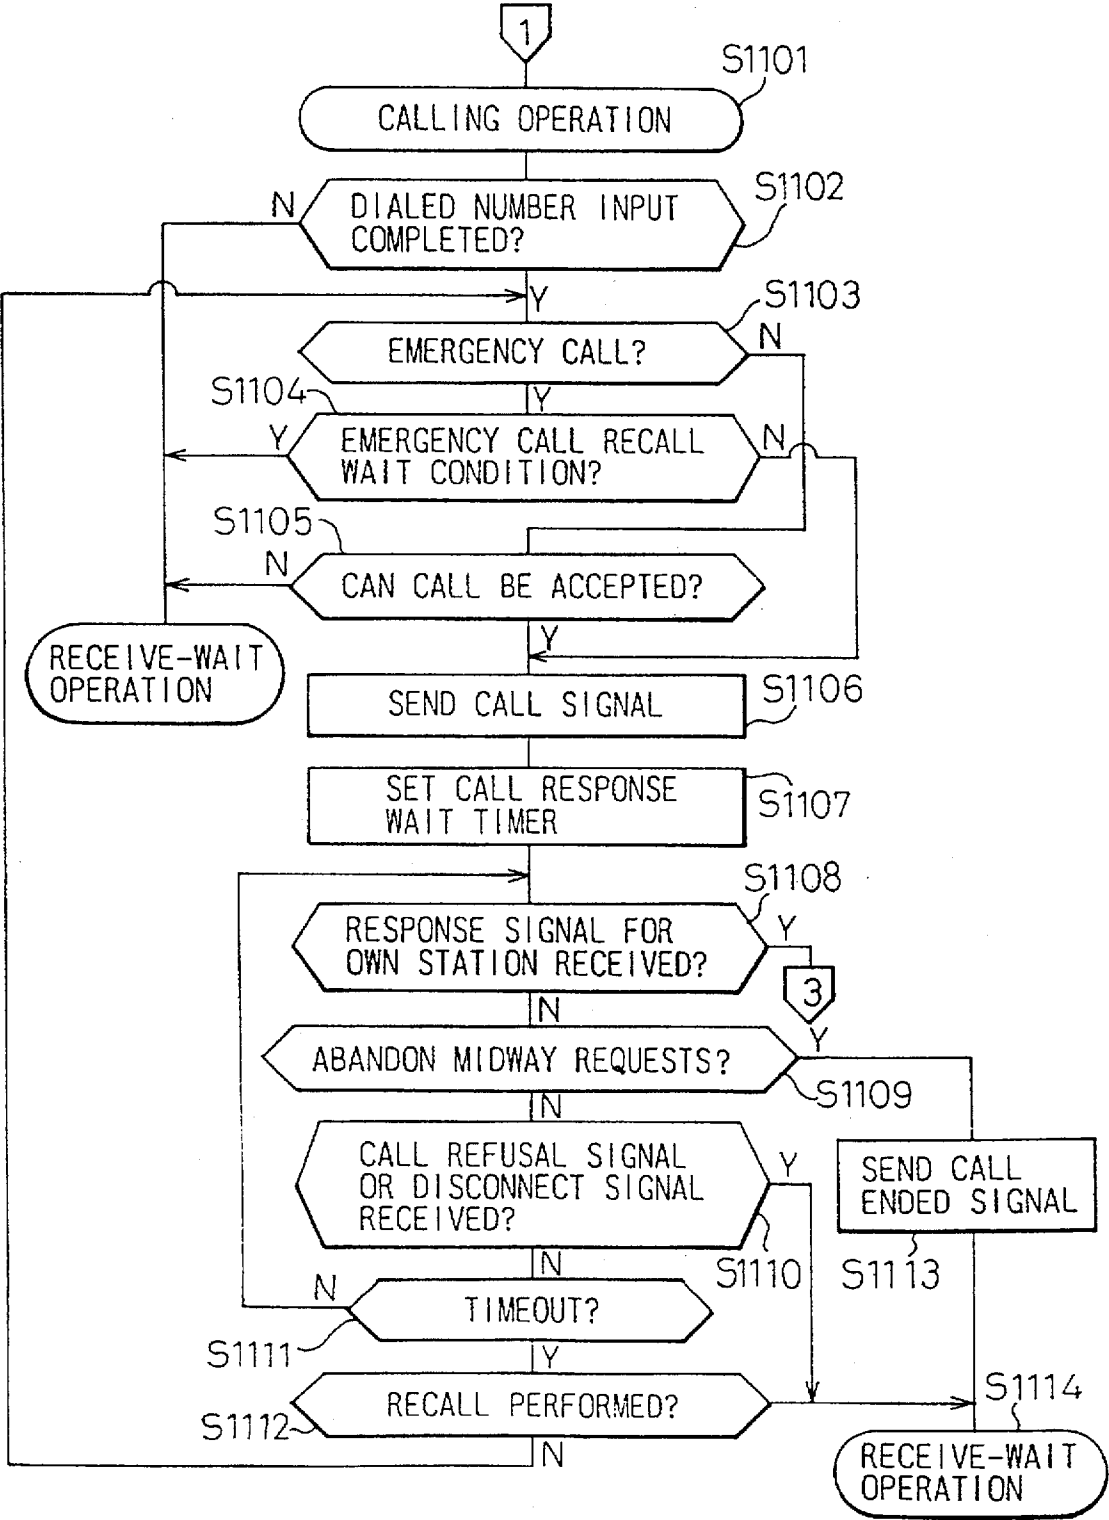 1
S1101
CALLING OPERATION
S1102
N
DIALED NUMBER INPUT
COMPLETED?
Y
S1103
EMERGENCY CALL?
N
S1104
Y
Y
EMERGENCY CALL RECALL
WAIT CONDITION?
N
S1105
N
CAN CALL BE ACCEPTED?
Y
RECEIVE-WAIT
OPERATION
SEND CALL SIGNAL
S1106
SET CALL RESPONSE
WAIT TIMER
S1107
S1108
RESPONSE SIGNAL FOR
OWN STATION RECEIVED?
Y
3
N
Y
ABANDON MIDWAY REQUESTS?
S1109
N
CALL REFUSAL SIGNAL
OR DISCONNECT SIGNAL
RECEIVED?
Y
SEND CALL
ENDED SIGNAL
S1110
S1113
N
N
TIMEOUT?
S1111
Y
S1114
RECALL PERFORMED?
S1112
N
RECEIVE-WAIT
OPERATION